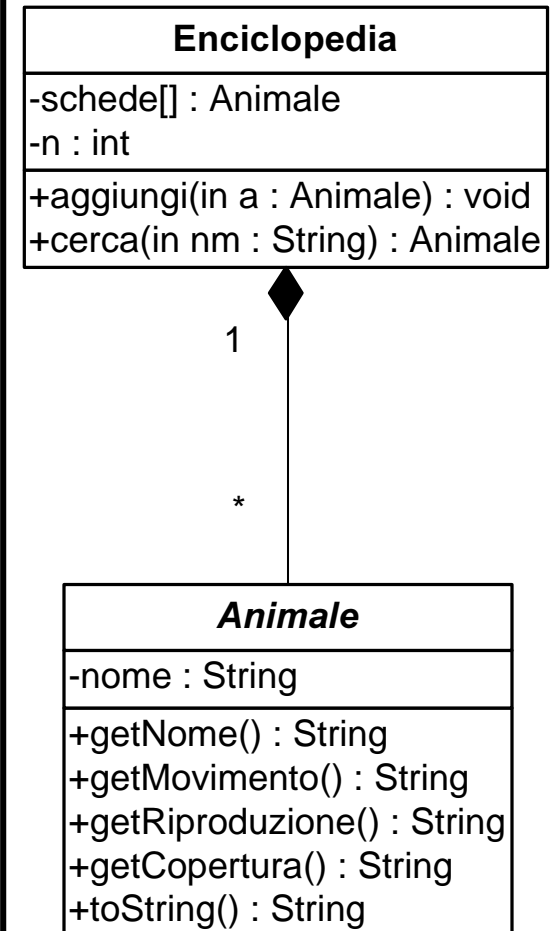 Enciclopedia
-schede[] : Animale
-n : int
+aggiungi(in a : Animale) : void
+cerca(in nm : String) : Animale
1
*
Animale
-nome : String
+getNome() : String
+getMovimento() : String
+getRiproduzione() : String
+getCopertura() : String
+toString() : String